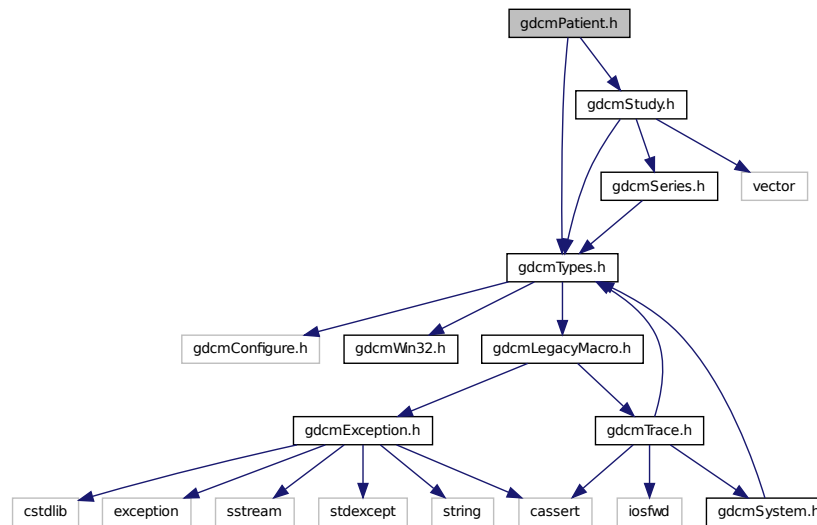 gdcmPatient.h
gdcmStudy.h
gdcmSeries.h
vector
gdcmTypes.h
gdcmConfigure.h
gdcmWin32.h
gdcmLegacyMacro.h
gdcmException.h
gdcmTrace.h
cstdlib
exception
sstream
stdexcept
string
cassert
iosfwd
gdcmSystem.h